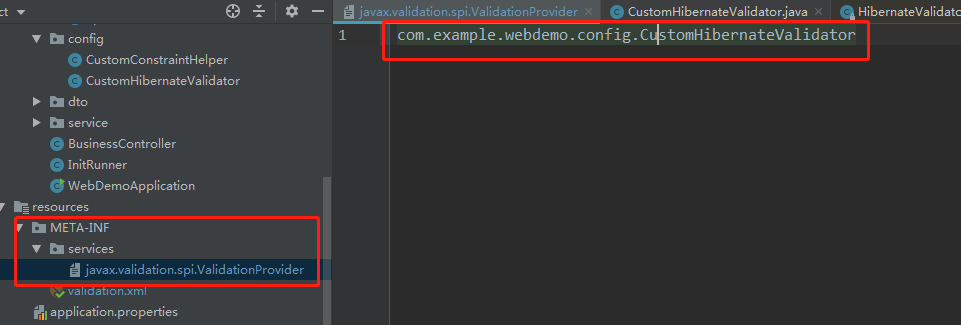 ct
config
CustomConstraintHelper
CustomHibernateValidator
dto
service
BusinessController
InitRunner
WebDemoApplication
resources
META-INF
services
javax.validation.spi.ValidationProvider
validation.xml
application.properties
javax.validation.spi.ValidationProvider
CustomHibernateValidator.java
HibernateValidato
1
com.example.webdemo.config.CustomHibernateValidator